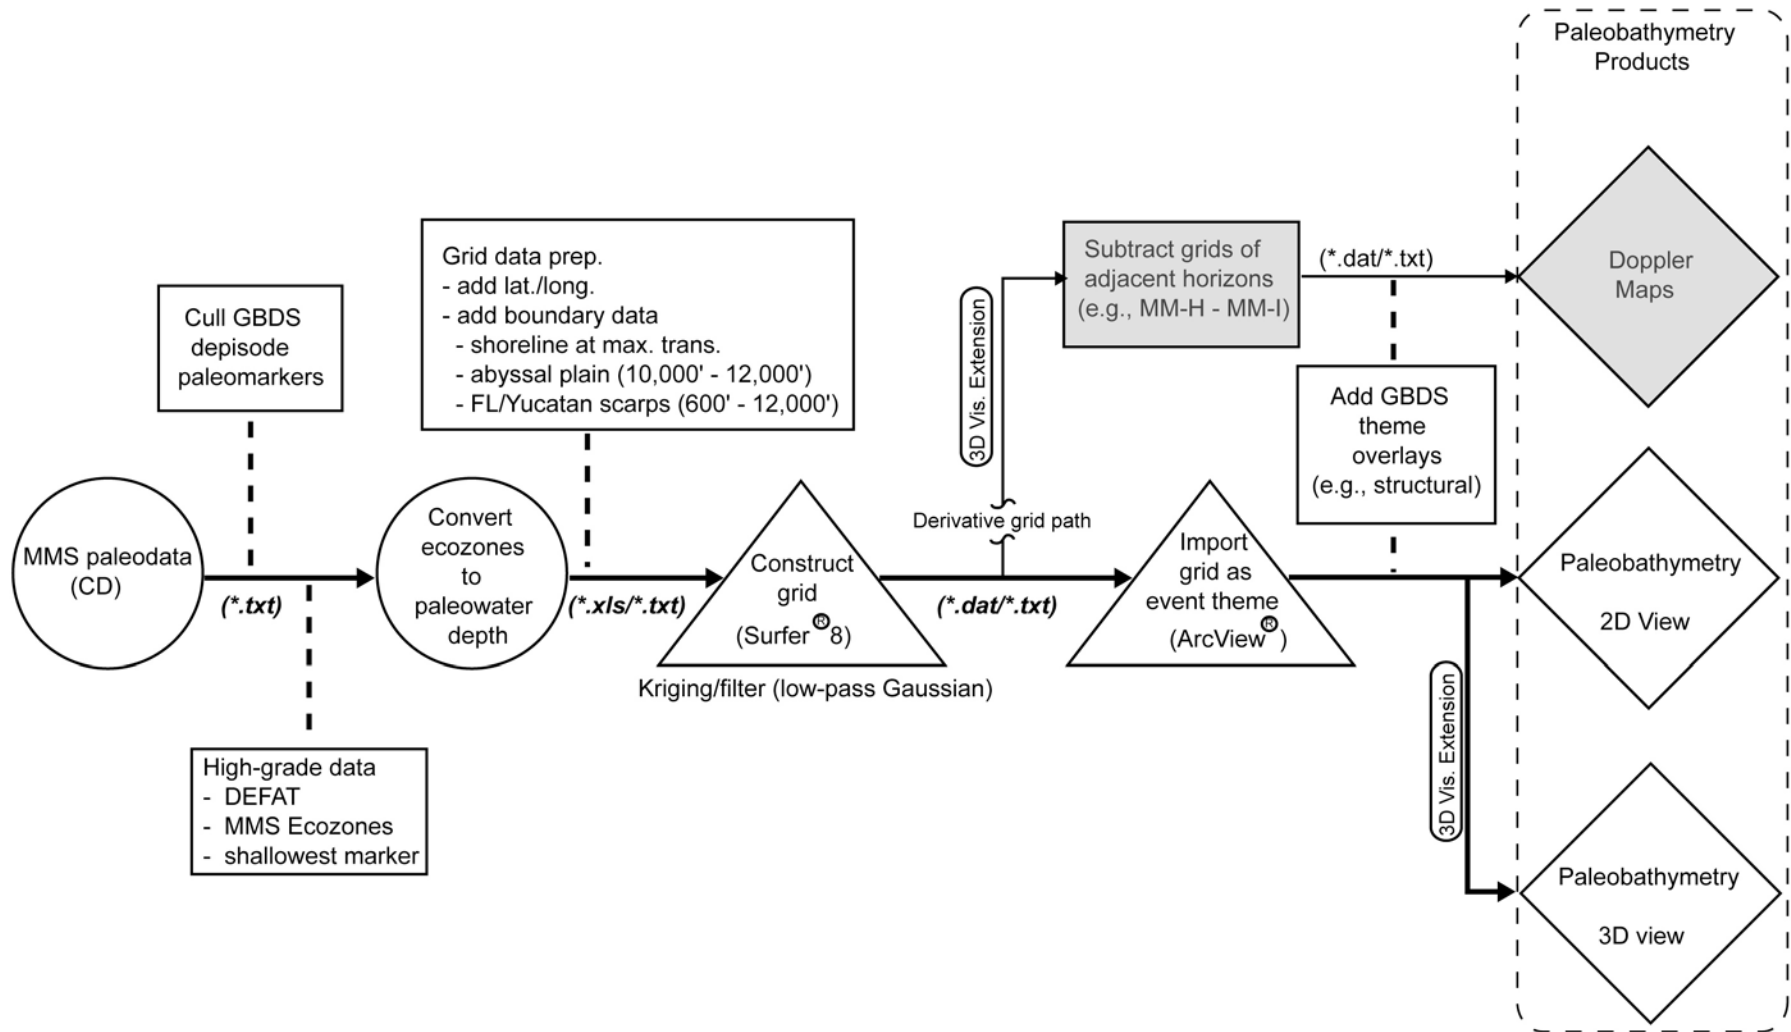 Paleobathymetry
Products
Cull GBDS
depisode
paleomarkers
Grid data prep.
- add lat./long.
- add boundary data
- shoreline at max. trans.
- abyssal plain (10,000' - 12,000')
- FL/Yucatan scarps (600' - 12,000')
3D Vis. Extension
Subtract grids of
adjacent horizons
(e.g., MM-H - MM-I)
(*.dat/*.txt)
Doppler
Maps
Add GBDS
theme
overlays
(e.g., structural)
Derivative grid path
MMS paleodata
(CD)
(*.txt)
Convert
ecozones
to
paleowater
depth
(*.xls/*.txt)
Construct
grid
(Surfer ® 8)
Kriging/filter (low-pass Gaussian)
(*.dat/*.txt)
Import
grid as
event theme
(ArcView®)
Paleobathymetry
2D View
3D Vis. Extension
High-grade data
- DEFAT
- MMS Ecozones
- shallowest marker
Paleobathymetry
3D view